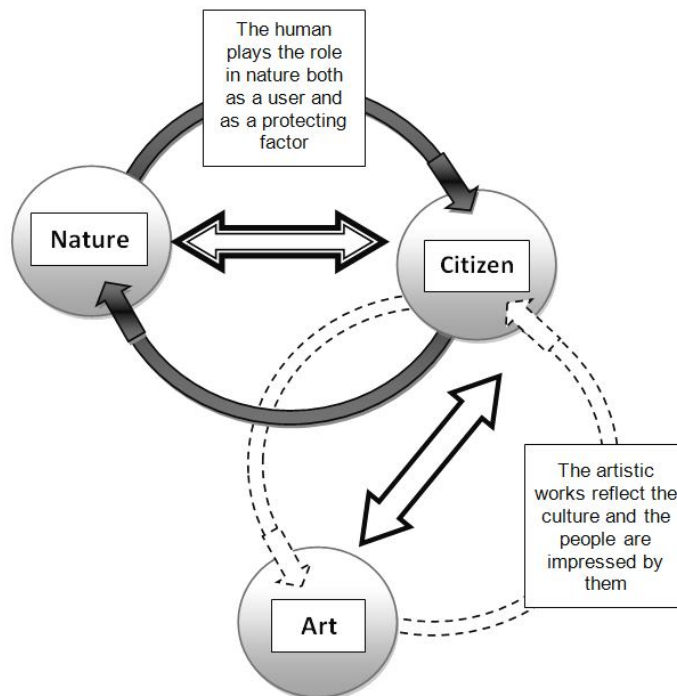 The human
plays the role
in nature both
as a user and
as a protecting
factor
Nature
Citizen
The artistic
works reflect the
culture and the
people are
impressed by
them
Art